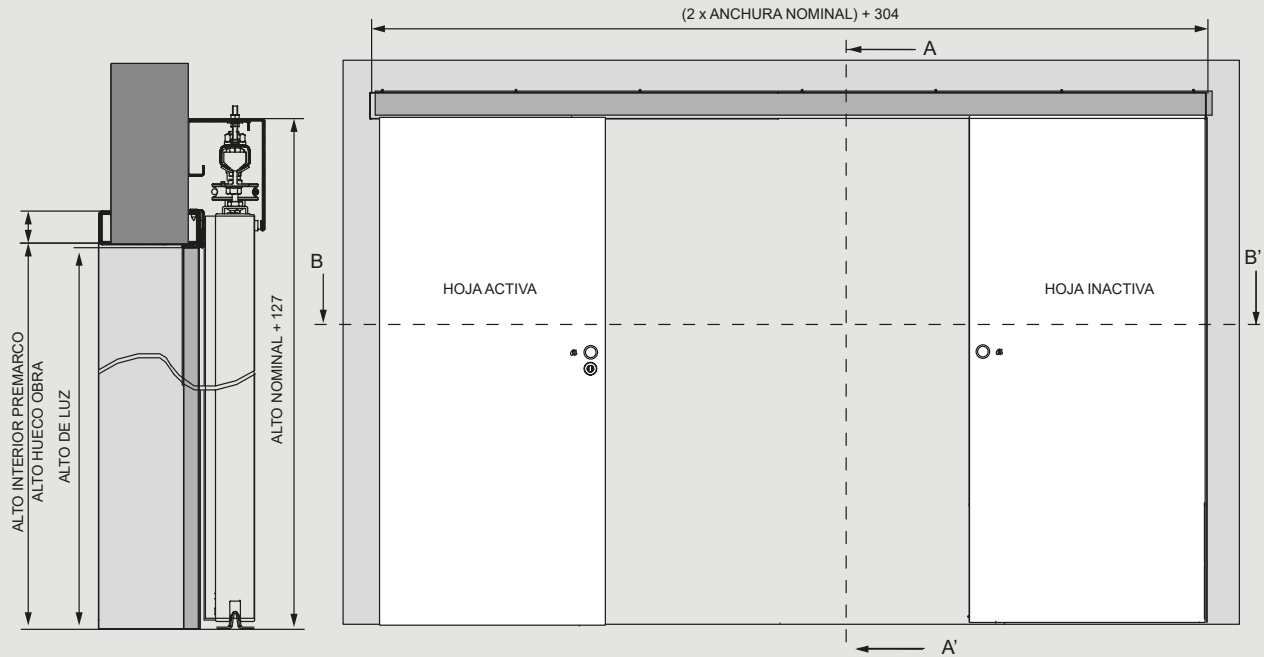 (2 x ANCHURA NOMINAL) + 304
A
B
B'
HOJA ACTIVA
HOJA INACTIVA
ALTO INTERIOR PREMARCO
ALTO HUECO OBRA
ALTO DE LUZ
ALTO NOMINAL + 127
A'